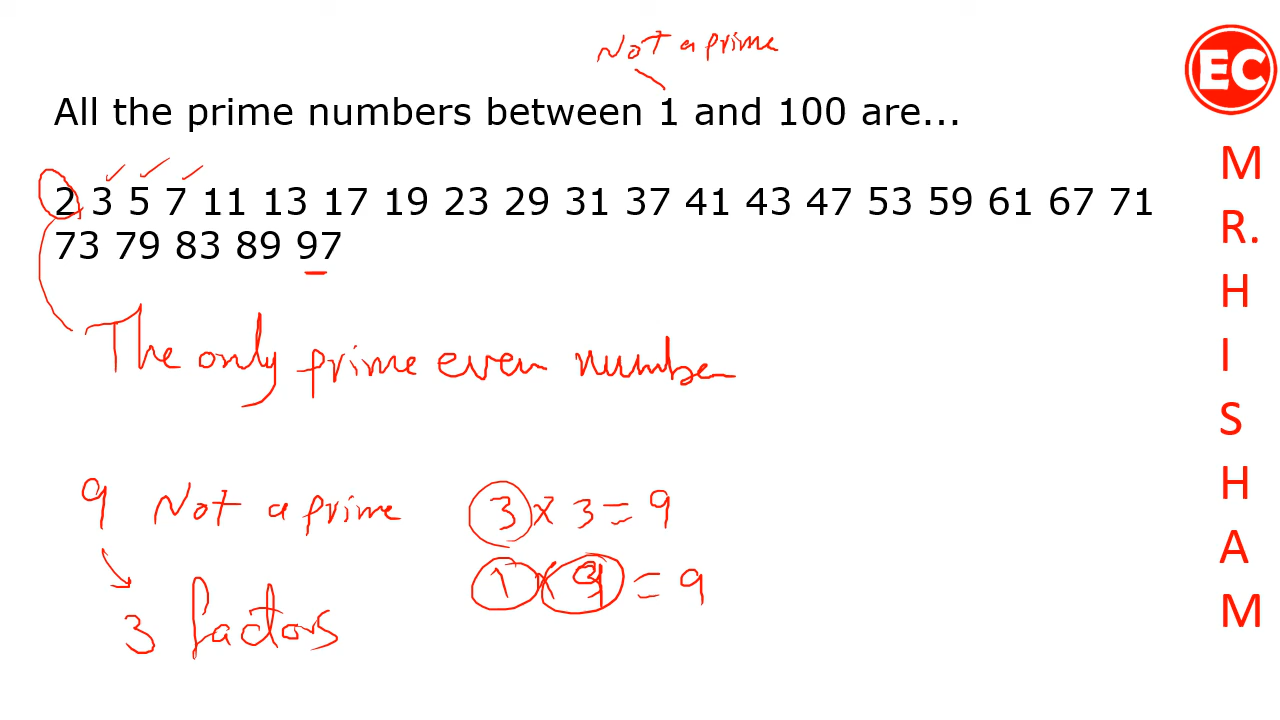 Not a prime
EC
All the prime numbers between 1 and 100 are...
2, 3 5 7 11 13 17 19 23 29 31 37 41 43 47 53 59 61 67 71
73 79 83 89 97
The only prime even number
9 Not a prime 3 × 3 = 9
1 × 9 = 9
3 factors
M
R.
H
I
S
H
A
M